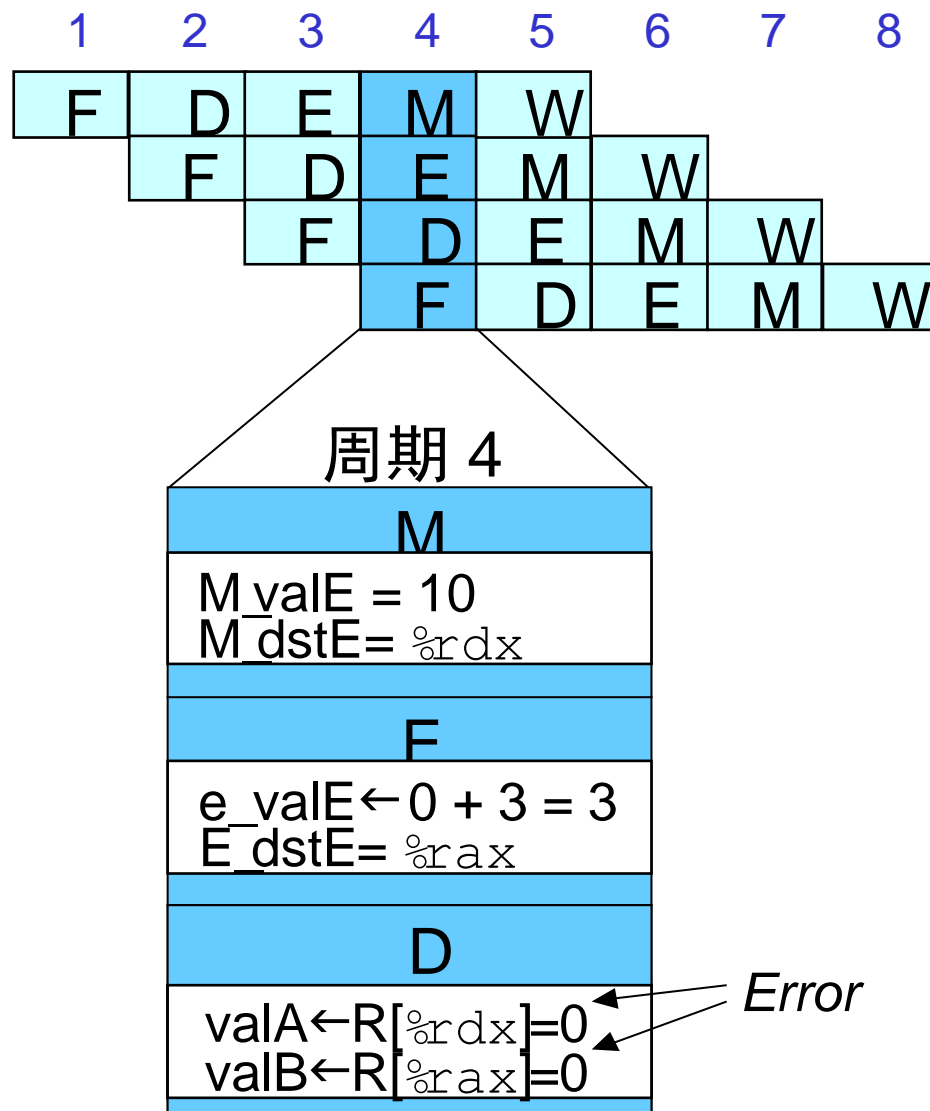 1 2 3 4 5 6 7 8
F D E M W
F D E M W
F D E M W
F D E M W
周期 4
M
M_valE = 10
M_dstE= %rdx
E
e_valE←0 + 3 = 3
E_dstE= %rax
D
valA←R[%rdx]=0
Error
valB←R[%rax]=0